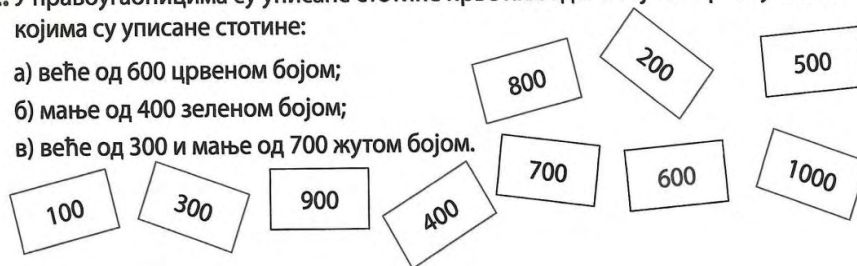 којима су уписане стотине:
а) веће од 600 црвеном бојом;
б) мање од 400 зеленом бојом;
в) веће од 300 и мање од 700 жутом бојом.
800
200
500
700
600
1000
100
300
900
400